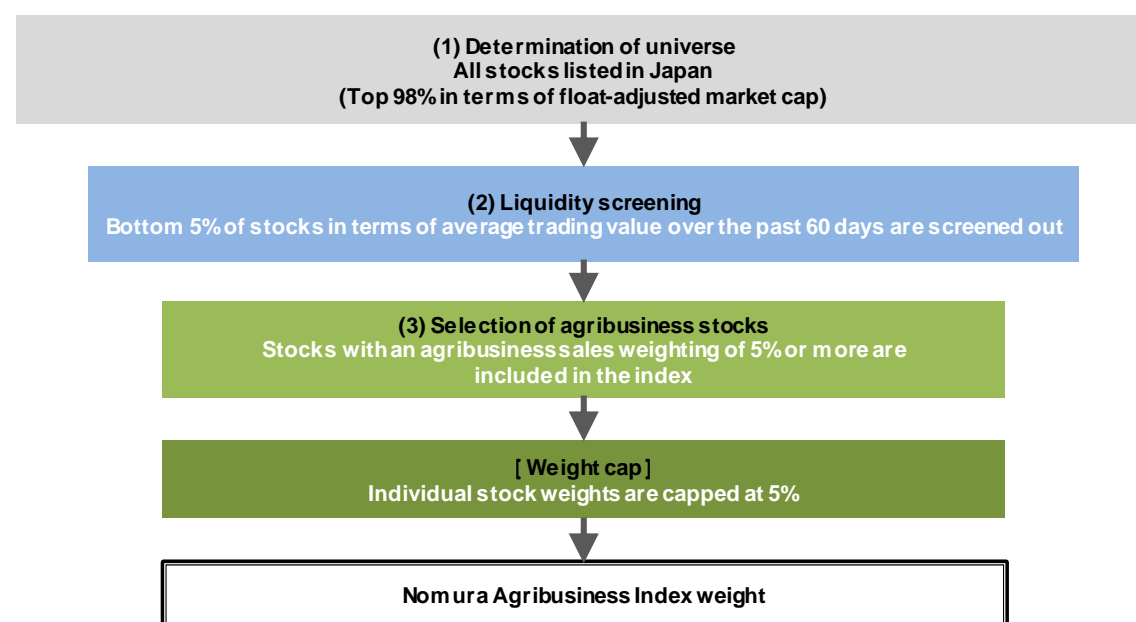 (1) Determination of universe
All stocks listed in Japan
(Top 98% in terms of float-adjusted market cap)
(2) Liquidity screening
Bottom 5% of stocks in terms of average trading value over the past 60 days are screened out
(3) Selection of agribusiness stocks
Stocks with an agribusiness sales weighting of 5% or more are
included in the index
[ Weight cap ]
Individual stock weights are capped at 5%
Nomura Agribusiness Index weight